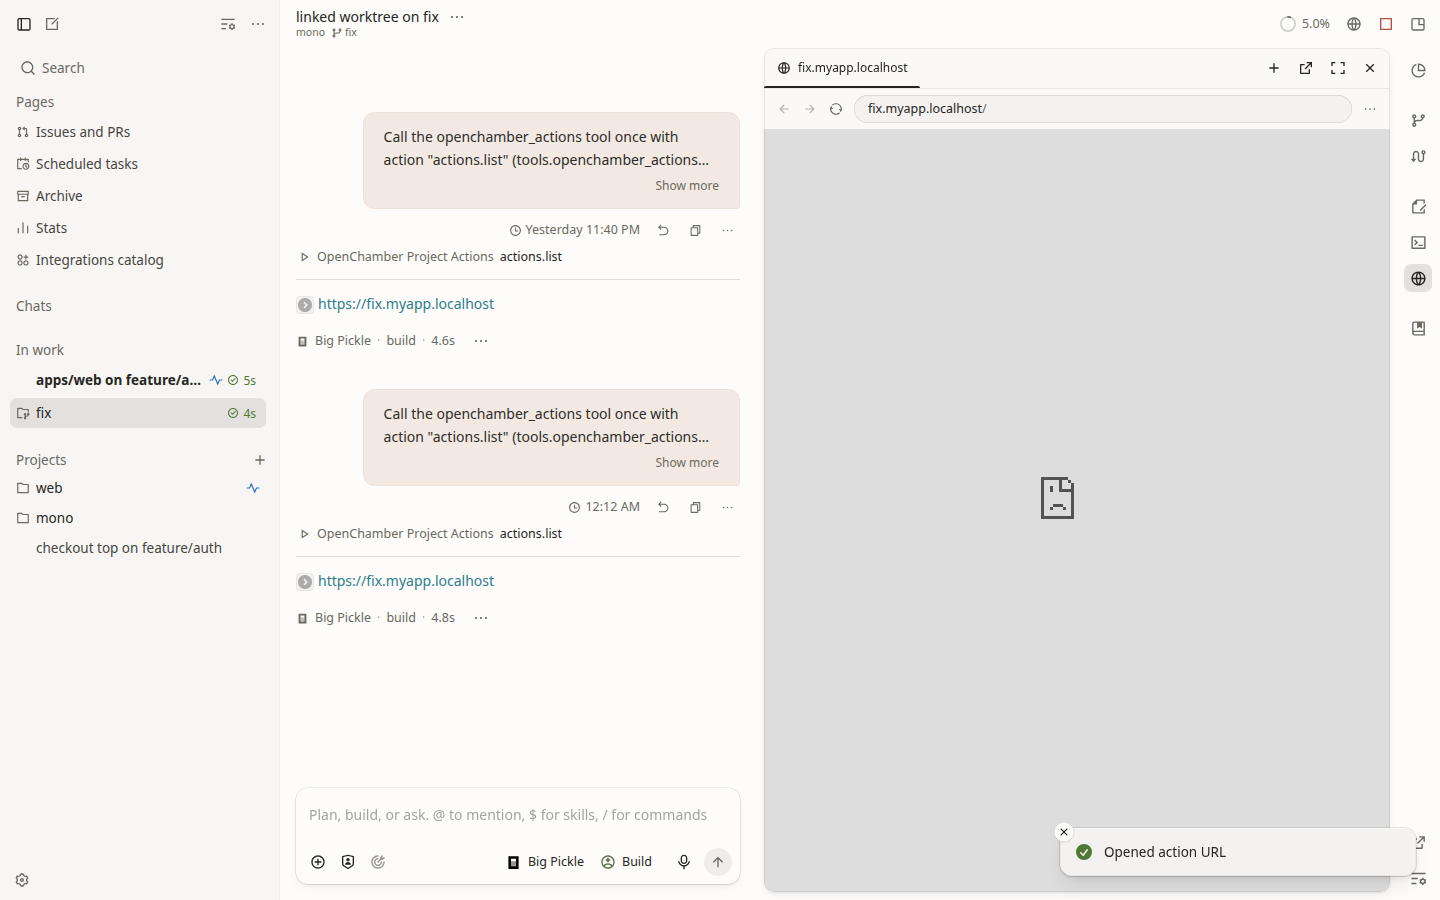 Search
Pages
Issues and PRs
Scheduled tasks
Archive
Stats
Integrations catalog
Chats
In work
apps/web on feature/a... 5s
fix 4s
Projects
web
mono
checkout top on feature/auth
linked worktree on fix
mono fix
5.0%
Call the openchamber_actions tool once with
action "actions.list" (tools.openchamber_actions...
Show more
Yesterday 11:40 PM
OpenChamber Project Actions actions.list
https://fix.myapp.localhost
Big Pickle · build · 4.6s
Call the openchamber_actions tool once with
action "actions.list" (tools.openchamber_actions...
Show more
12:12 AM
OpenChamber Project Actions actions.list
https://fix.myapp.localhost
Big Pickle · build · 4.8s
Plan, build, or ask. @ to mention, $ for skills, / for commands
Big Pickle Build
fix.myapp.localhost
fix.myapp.localhost/
Opened action URL